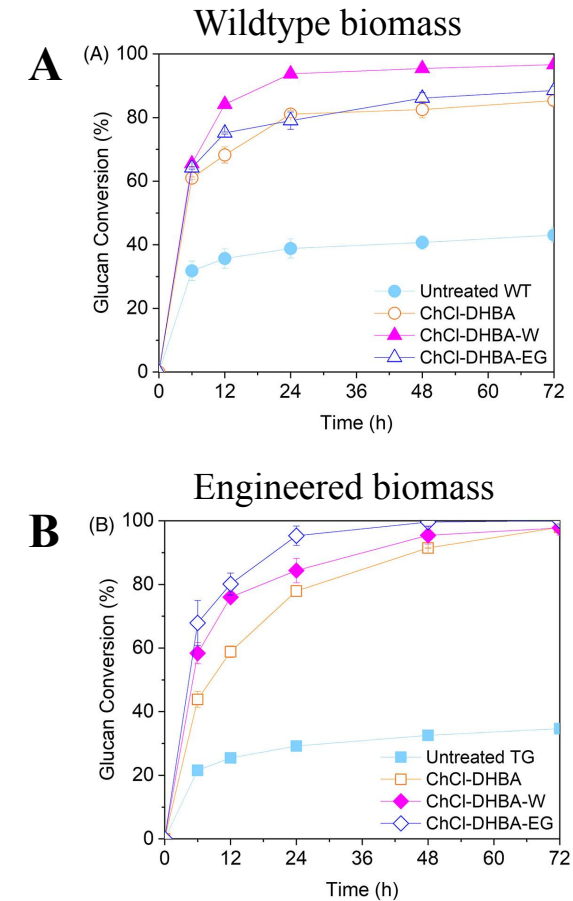 Wildtype biomass
A
(A)
100
80
60
40
20
0
Glucan Conversion (%)
Untreated WT
ChCl-DHBA
ChCl-DHBA-W
ChCl-DHBA-EG
0 12 24 36 48 60 72
Time (h)
Engineered biomass
B
(B)
100
80
60
40
20
0
Glucan Conversion (%)
Untreated TG
ChCl-DHBA
ChCl-DHBA-W
ChCl-DHBA-EG
0 12 24 36 48 60 72
Time (h)